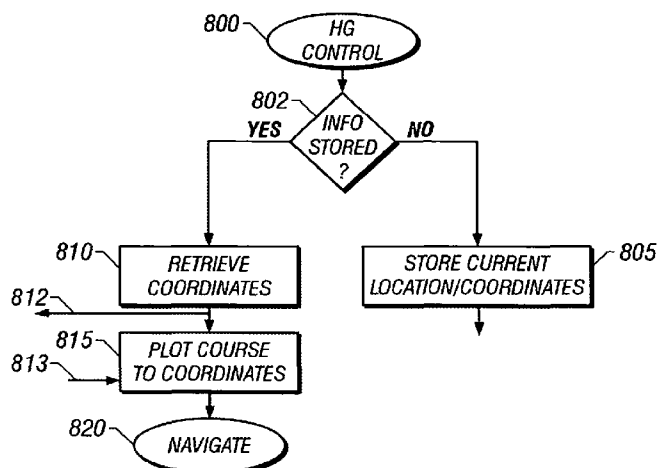 800
HG
CONTROL
802
INFO
STORED
?
YES
NO
810
RETRIEVE
COORDINATES
STORE CURRENT
LOCATION/COORDINATES
805
812
815
PLOT COURSE
TO COORDINATES
813
820
NAVIGATE